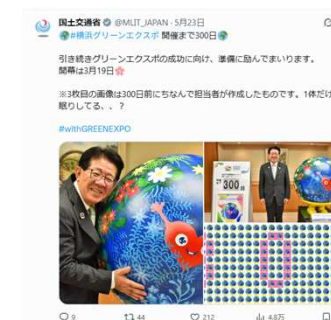 国土交通省 @MLIT_JAPAN · 5月23日
#横浜グリーンエクスポ 開催まで300日
引き続きグリーンエクスポの成功に向け、準備に励んでまいります。
開幕は3月19日
※3枚目の画像は300日前にちなんで担当者が作成したものです。1体だけ
眠りしてる、、？
#withGREENEXPO
300
9 44 212 4.8万